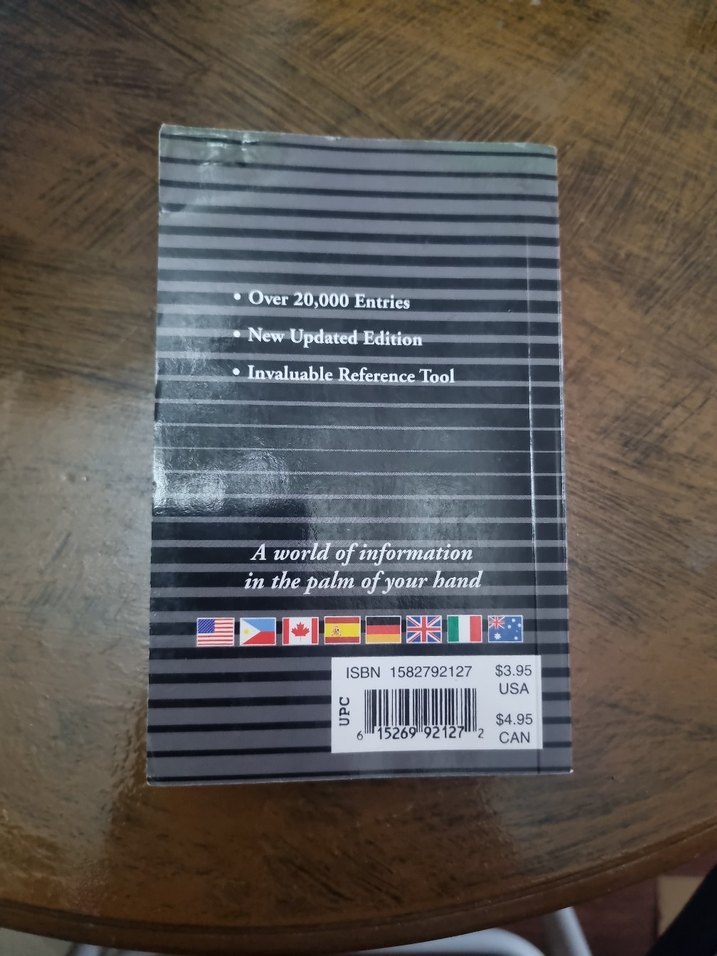 • Over 20,000 Entries
• New Updated Edition
• Invaluable Reference Tool
A world of information
in the palm of your hand
ISBN 1582792127
$3.95
USA
UPC
6 15269 92127 2
$4.95
CAN